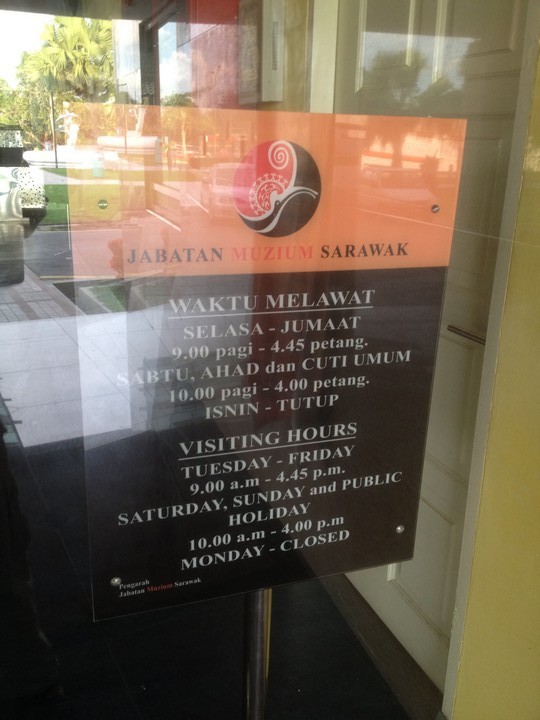 JABATAN MUZIUM SARAWAK
WAKTU MELAWAT
SELASA - JUMAAT
9.00 pagi - 4.45 petang.
SABTU, AHAD dan CUTI UMUM
10.00 pagi - 4.00 petang.
ISNIN - TUTUP
VISITING HOURS
TUESDAY - FRIDAY
9.00 a.m - 4.45 p.m.
SATURDAY, SUNDAY and PUBLIC
HOLIDAY
10.00 a.m - 4.00 p.m
MONDAY - CLOSED
Pengarah
Jabatan Muzium Sarawak